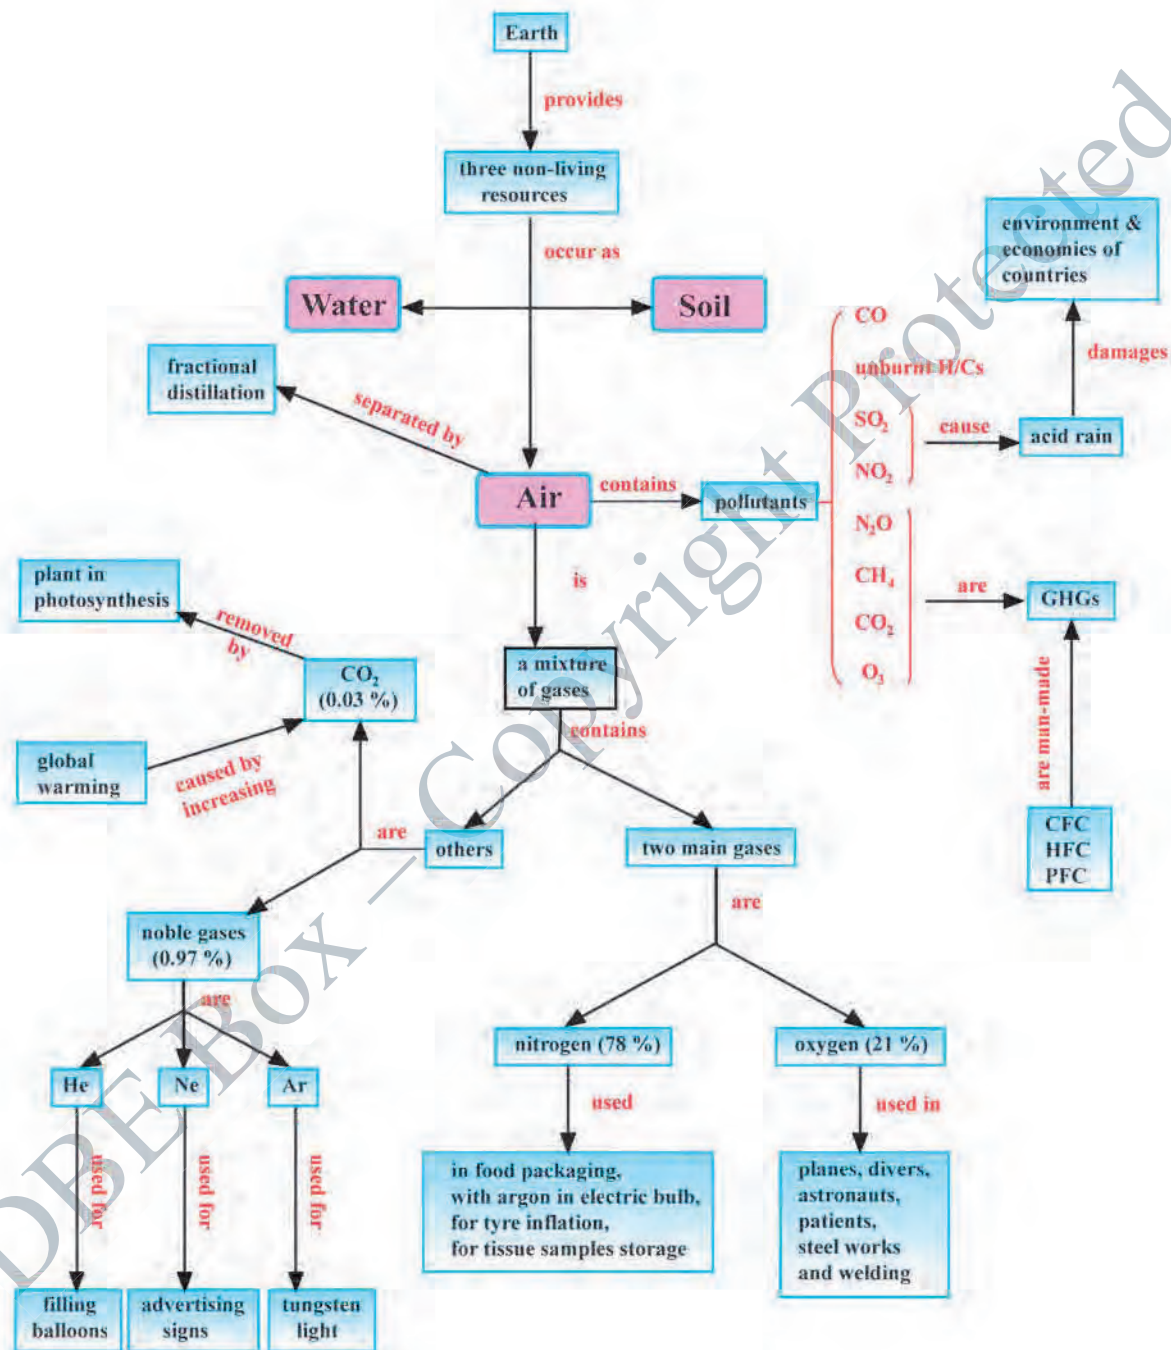 Earth
provides
three non-living
resources
occur as
Water
Soil
environment &
economies of
countries
damages
fractional
distillation
separated by
Air
contains
pollutants
CO
unburnt H/Cs
SO₂
NO₂
cause
acid rain
N₂O
CH₄
CO₂
O₃
are
GHGs
are man-made
CFC
HFC
PFC
is
a mixture
of gases
contains
plant in
photosynthesis
removed
by
CO₂
(0.03 %)
global
warming
caused by
increasing
are
others
two main gases
are
noble gases
(0.97 %)
are
He
Ne
Ar
used for
used for
used for
filling
balloons
advertising
signs
tungsten
light
nitrogen (78 %)
oxygen (21 %)
used
used in
in food packaging,
with argon in electric bulb,
for tyre inflation,
for tissue samples storage
planes, divers,
astronauts,
patients,
steel works
and welding
DBE Box _Copyright Protected